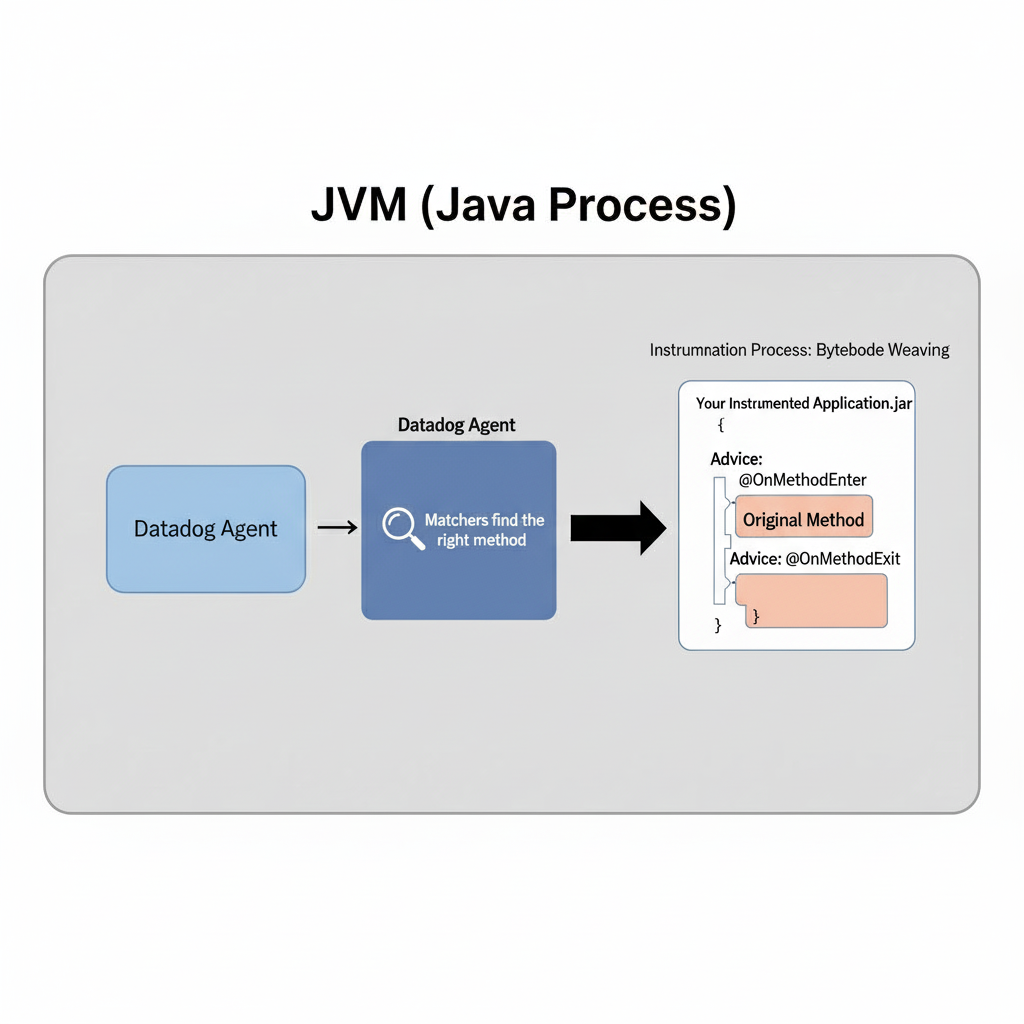 JVM (Java Process)
Instrumnation Process: Bytebode Weaving
Your Instrumented Application.jar
{
Datadog Agent
Datadog Agent
Matchers find the
right method
Advice:
@OnMethodEnter
Original Method
Advice: @OnMethodExit
}
}